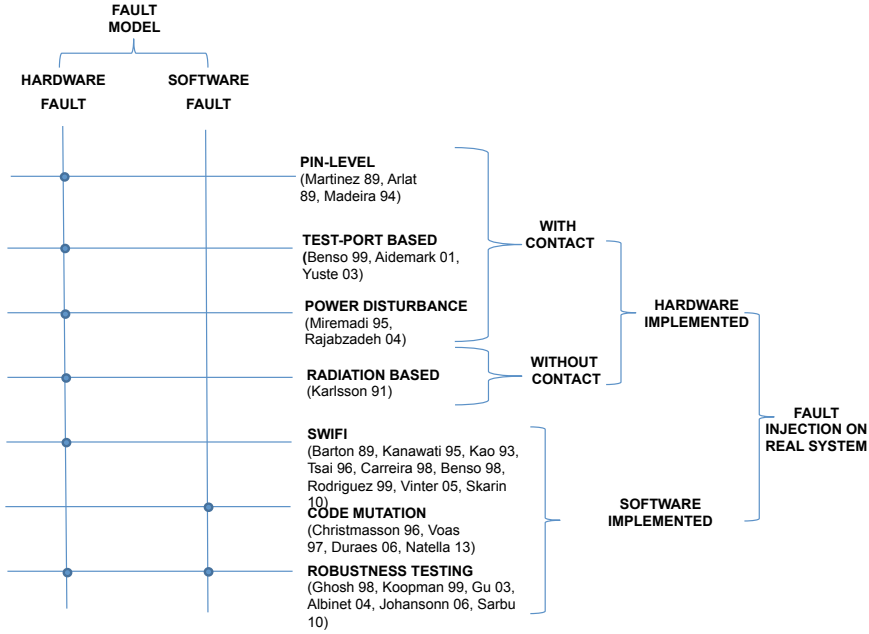 FAULT
MODEL
HARDWARE
FAULT
SOFTWARE
FAULT
PIN-LEVEL
(Martinez 89, Arlat
89, Madeira 94)
TEST-PORT BASED
(Benso 99, Aidemark 01,
Yuste 03)
POWER DISTURBANCE
(Miremadi 95,
Rajabzadeh 04)
RADIATION BASED
(Karlsson 91)
SWIFI
(Barton 89, Kanawati 95, Kao 93,
Tsai 96, Carreira 98, Benso 98,
Rodriguez 99, Vinter 05, Skarin
10)
CODE MUTATION
(Christmasson 96, Voas
97, Duraes 06, Natella 13)
ROBUSTNESS TESTING
(Ghosh 98, Koopman 99, Gu 03,
Albinet 04, Johansonn 06, Sarbu
10)
WITH
CONTACT
WITHOUT
CONTACT
HARDWARE
IMPLEMENTED
SOFTWARE
IMPLEMENTED
FAULT
INJECTION ON
REAL SYSTEM